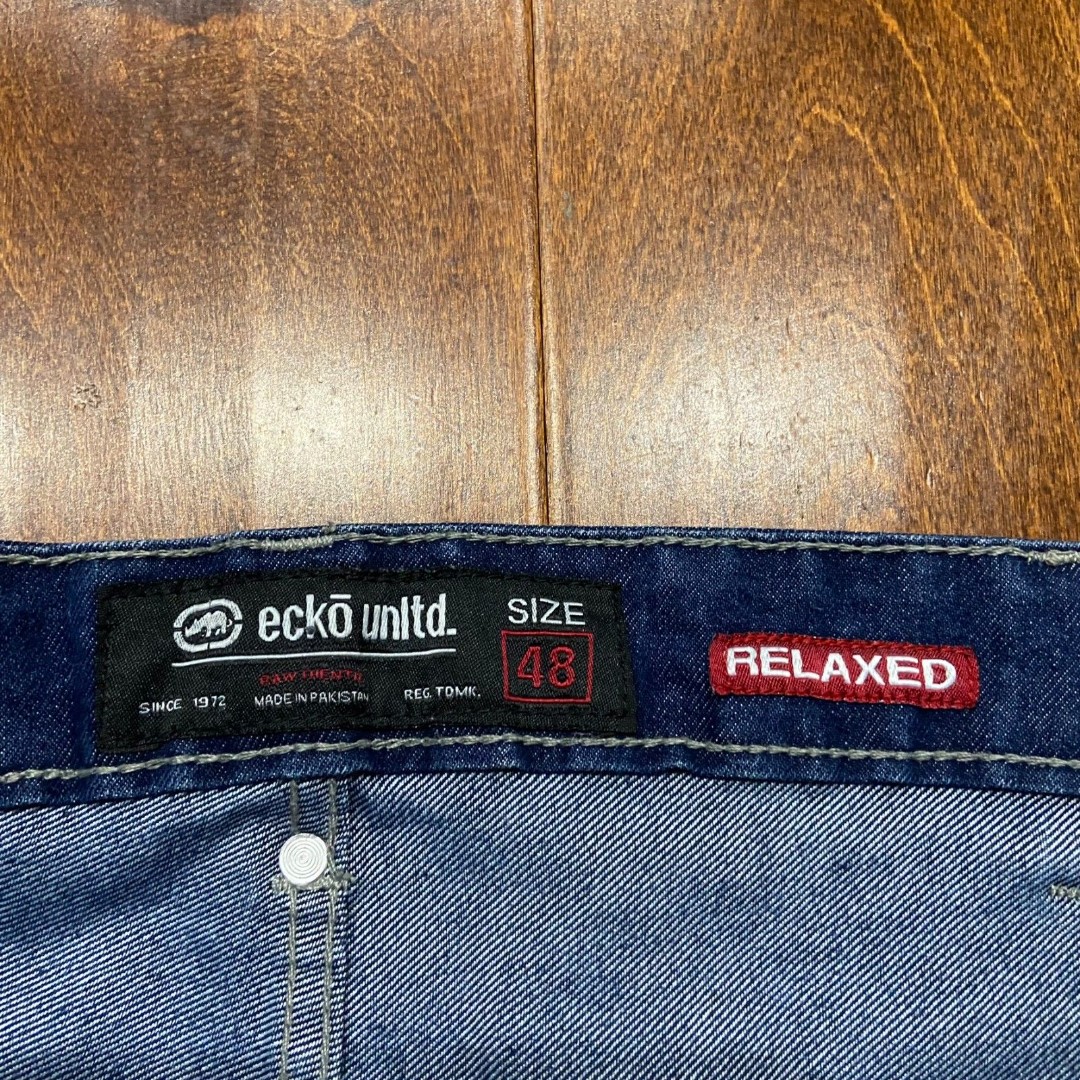 eckō unltd.
SIZE
48
SINCE 1972
MADE IN PAKISTAN
REG. TDMK.
RELAXED